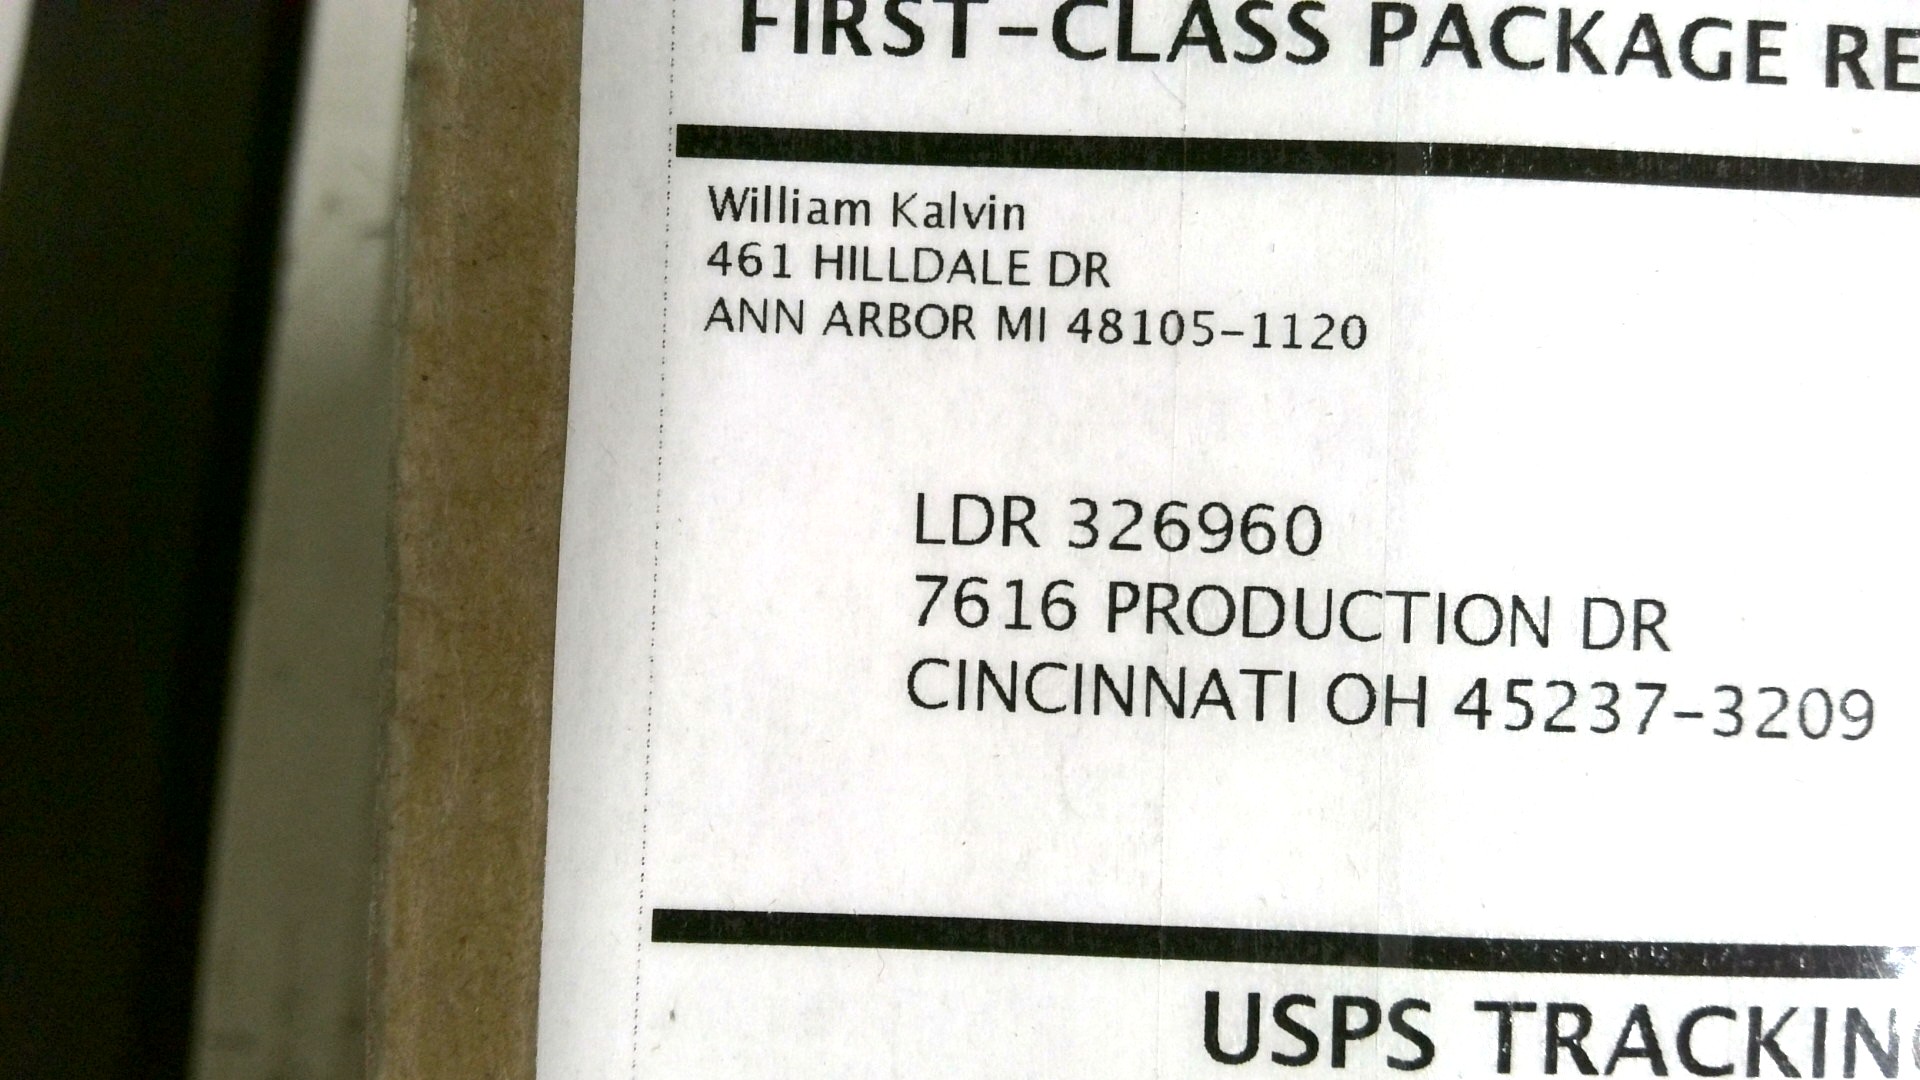 FIRST-CLASS PACKAGE RE
William Kalvin
461 HILLDALE DR
ANN ARBOR MI 48105-1120
LDR 326960
7616 PRODUCTION DR
CINCINNATI OH 45237-3209
USPS TRACKING